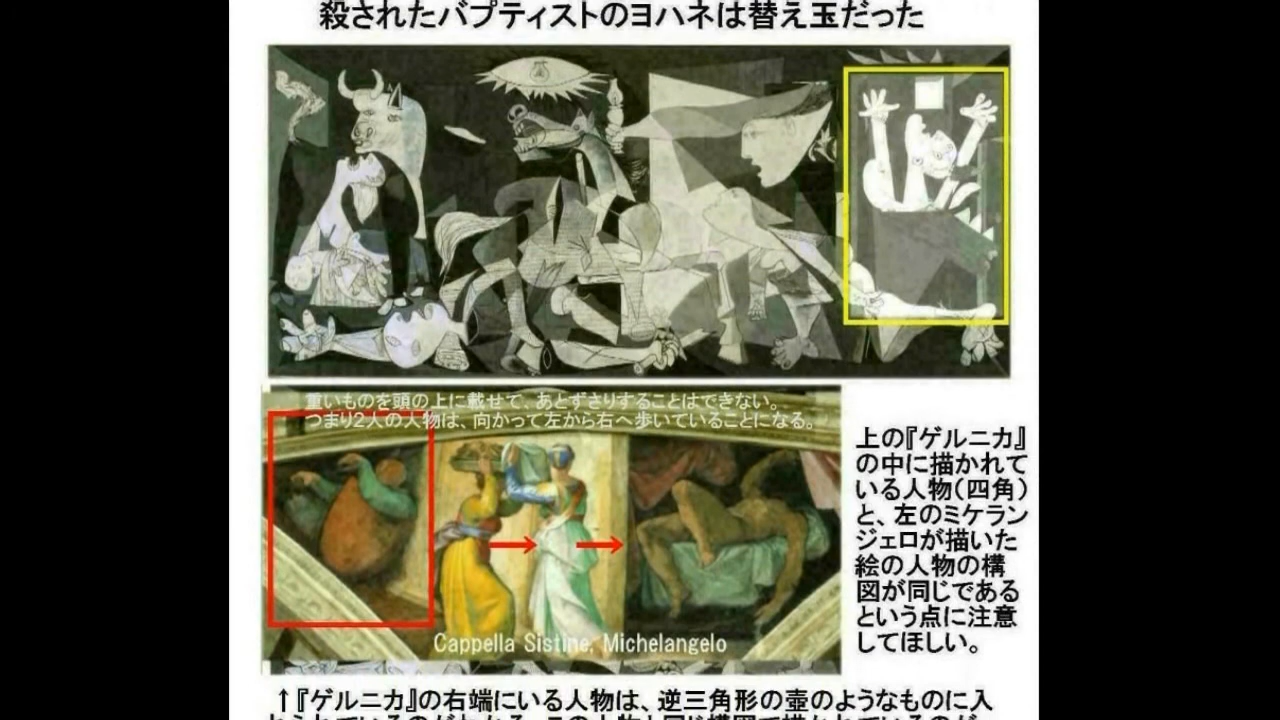 殺されたバプティストのヨハネは替え玉だった
重いものを頭の上に載せて、あとずさりすることはできない。
つまり2人の人物は、向かって左から右へ歩いていることになる。
Cappella Sistine, Michelangelo
上の『ゲルニカ』
の中に描かれて
いる人物(四角)
と、左のミケラン
ジェロが描いた
絵の人物の構
図が同じである
という点に注意
してほしい。
↑『ゲルニカ』の右端にいる人物は、逆三角形の壺のようなものに入